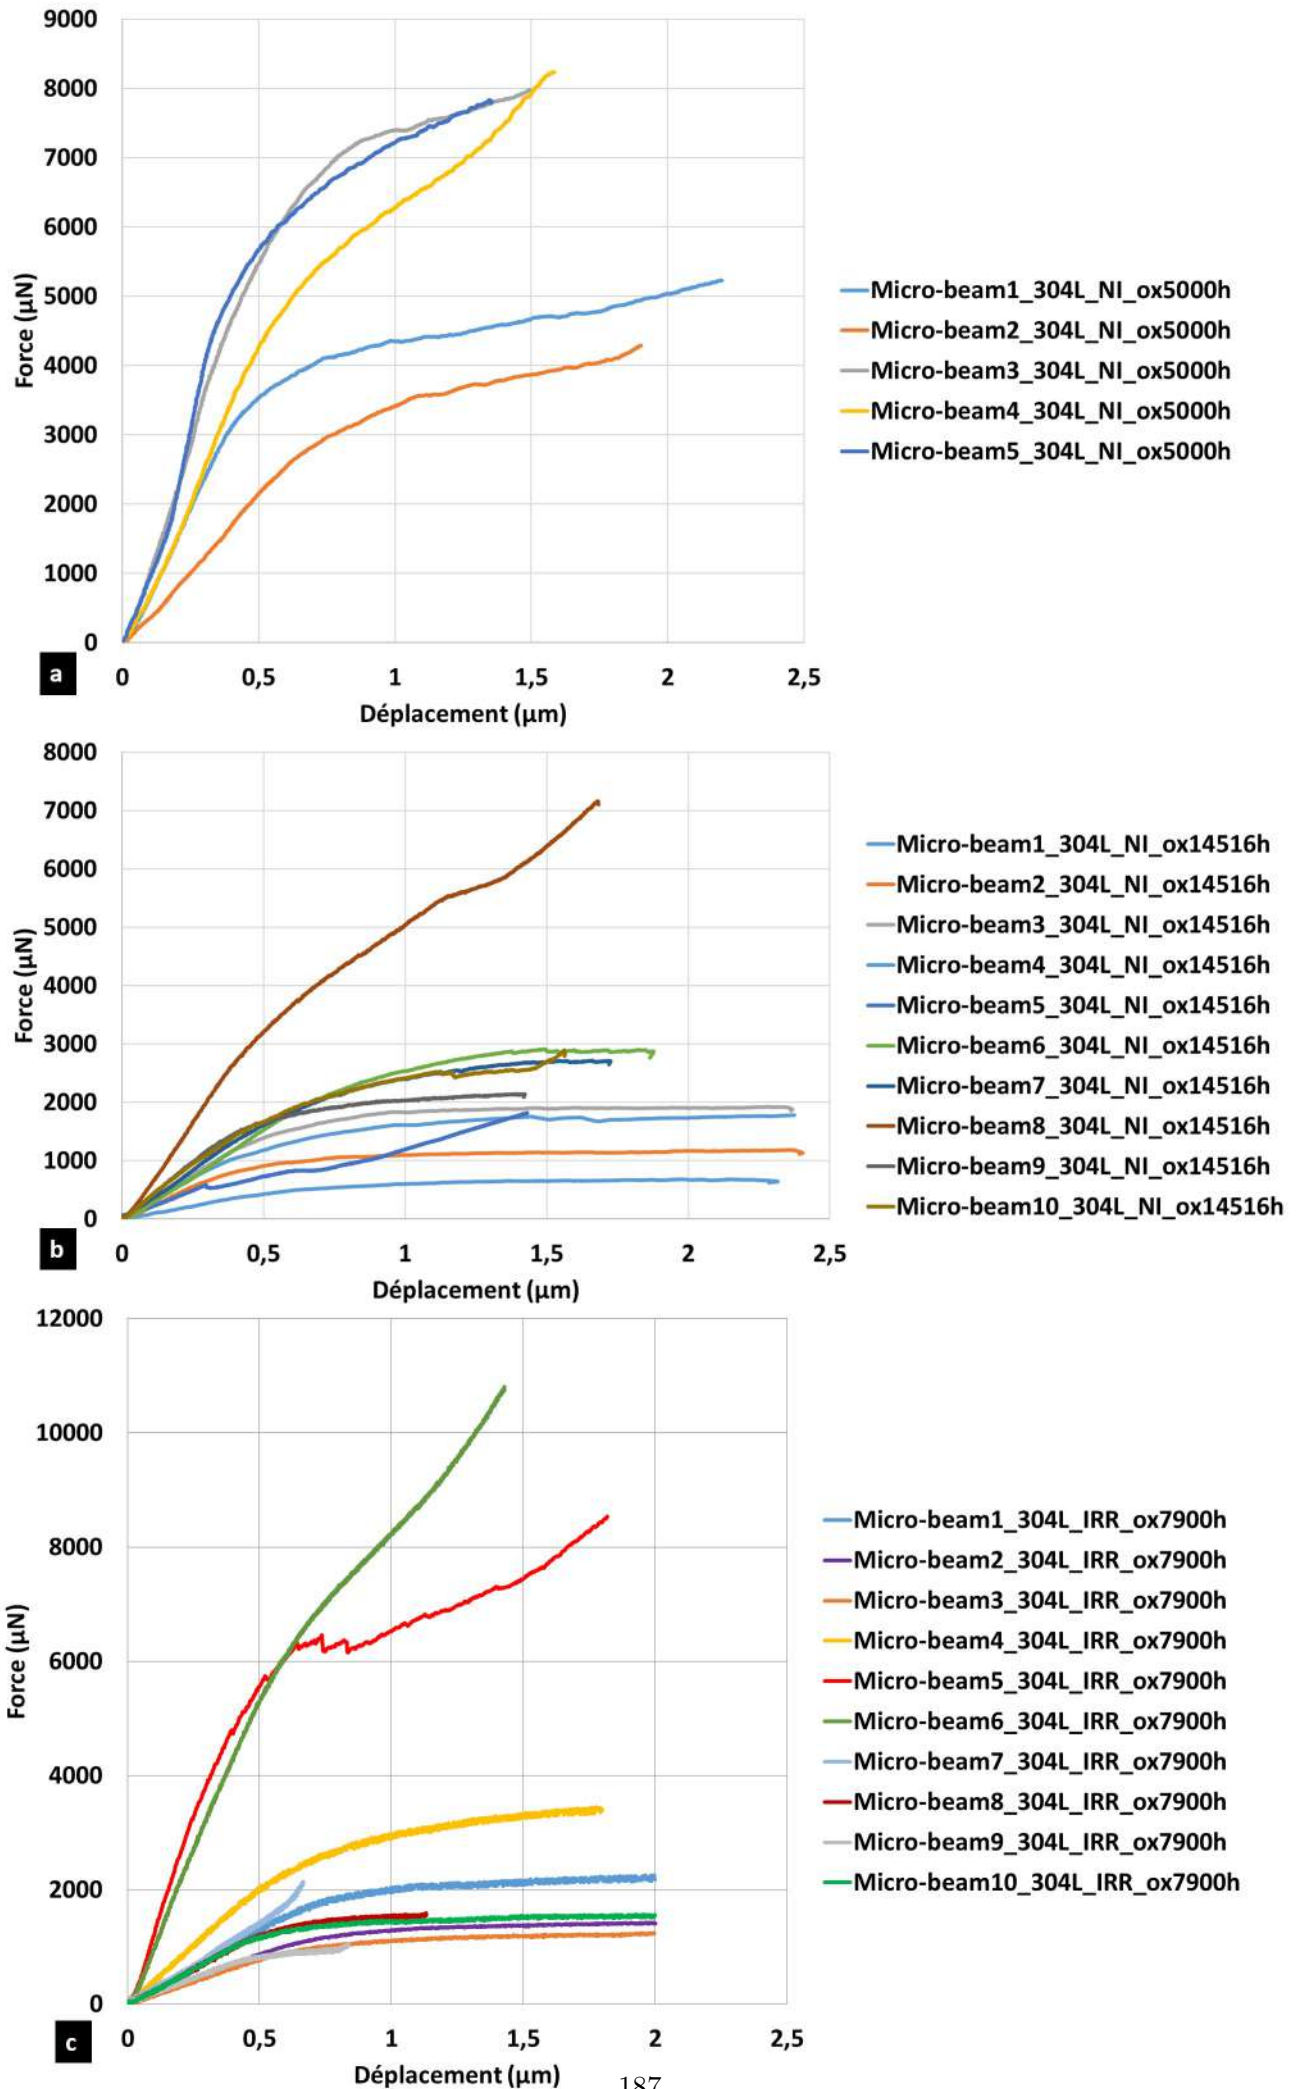 9000
8000
7000
6000
5000
4000
3000
2000
1000
0
Force (μN)
0 0,5 1 1,5 2 2,5
Déplacement (μm)
a
Micro-beam1_304L_NI_ox5000h
Micro-beam2_304L_NI_ox5000h
Micro-beam3_304L_NI_ox5000h
Micro-beam4_304L_NI_ox5000h
Micro-beam5_304L_NI_ox5000h
8000
7000
6000
5000
4000
3000
2000
1000
0
Force (μN)
0 0,5 1 1,5 2 2,5
Déplacement (μm)
b
Micro-beam1_304L_NI_ox14516h
Micro-beam2_304L_NI_ox14516h
Micro-beam3_304L_NI_ox14516h
Micro-beam4_304L_NI_ox14516h
Micro-beam5_304L_NI_ox14516h
Micro-beam6_304L_NI_ox14516h
Micro-beam7_304L_NI_ox14516h
Micro-beam8_304L_NI_ox14516h
Micro-beam9_304L_NI_ox14516h
Micro-beam10_304L_NI_ox14516h
12000
10000
8000
6000
4000
2000
0
Force (μN)
0 0,5 1 1,5 2 2,5
Déplacement (μm)
c
Micro-beam1_304L_IRR_ox7900h
Micro-beam2_304L_IRR_ox7900h
Micro-beam3_304L_IRR_ox7900h
Micro-beam4_304L_IRR_ox7900h
Micro-beam5_304L_IRR_ox7900h
Micro-beam6_304L_IRR_ox7900h
Micro-beam7_304L_IRR_ox7900h
Micro-beam8_304L_IRR_ox7900h
Micro-beam9_304L_IRR_ox7900h
Micro-beam10_304L_IRR_ox7900h
187